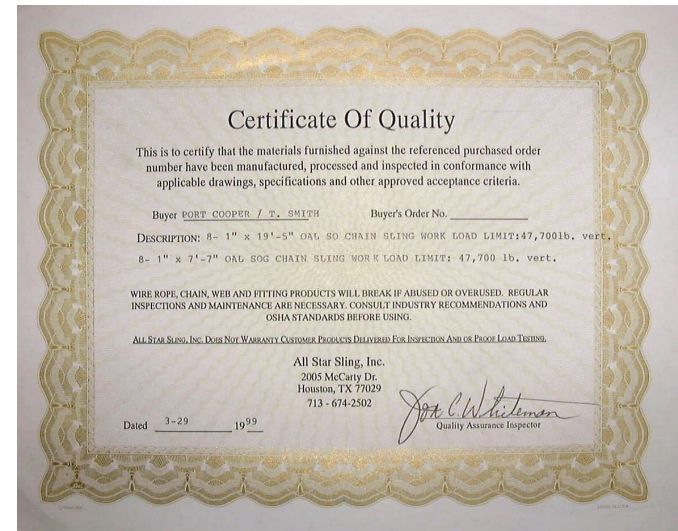 Certificate Of Quality
This is to certify that the materials furnished against the referenced purchased order
number have been manufactured, processed and inspected in conformance with
applicable drawings, specifications and other approved acceptance criteria.
Buyer PORT COOPER / T. SMITH Buyer's Order No.
DESCRIPTION: 8- 1" x 19'-5" OAL SO CHAIN SLING WORK LOAD LIMIT:47,700lb. vert.
8- 1" x 7'-7" OAL SOG CHAIN SLING WORK LOAD LIMIT: 47,700 lb. vert.
WIRE ROPE, CHAIN, WEB AND FITTING PRODUCTS WILL BREAK IF ABUSED OR OVERUSED. REGULAR
INSPECTIONS AND MAINTENANCE ARE NECESSARY. CONSULT INDUSTRY RECOMMENDATIONS AND
OSHA STANDARDS BEFORE USING.
ALL STAR SLING, INC. DOES NOT WARRANTY CUSTOMER PRODUCTS DELIVERED FOR INSPECTION AND OR PROOF LOAD TESTING.
All Star Sling, Inc.
2005 McCarty Dr.
Houston, TX 77029
713 - 674-2502
C. Whiteman
Quality Assurance Inspector
Dated 3-29 1999